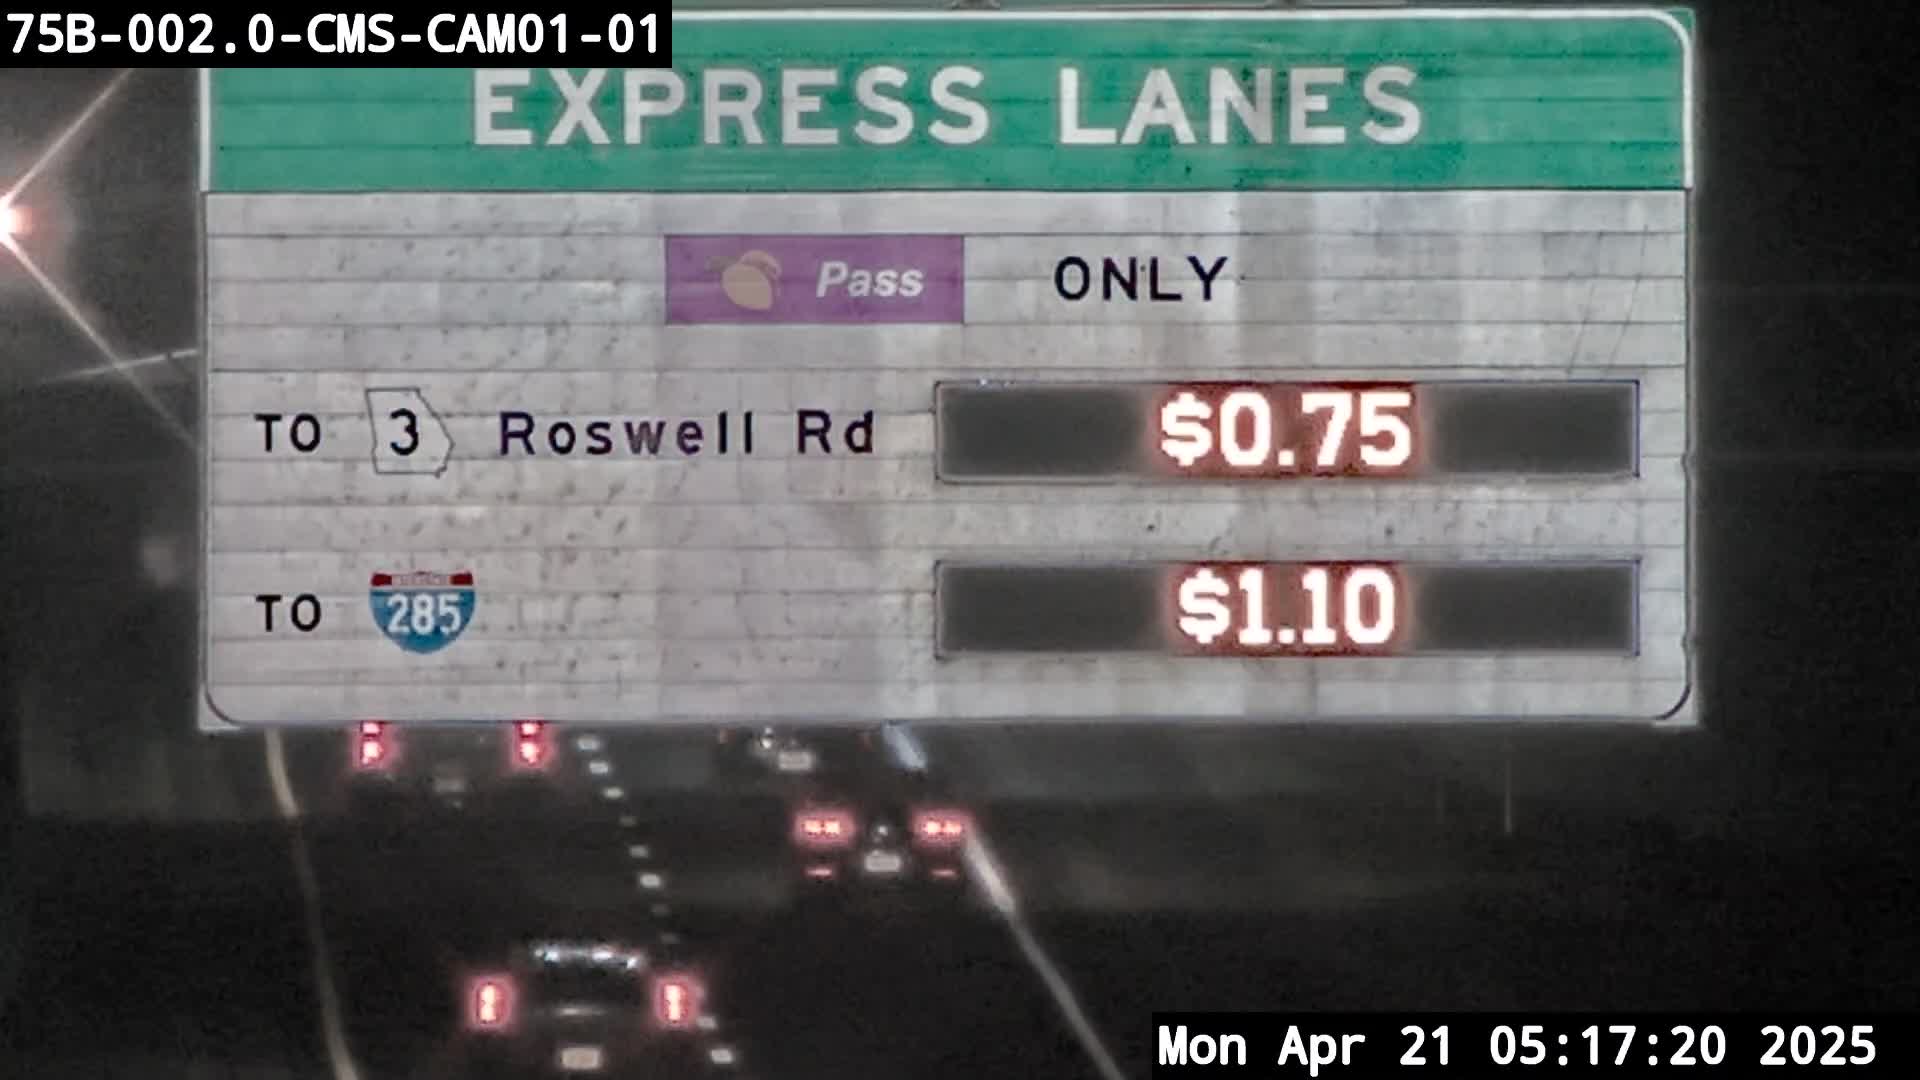 75B-002.0-CMS-CAM01-01
EXPRESS LANES
Pass ONLY
TO 3 Roswell Rd $0.75
TO 285 $1.10
Mon Apr 21 05:17:20 2025